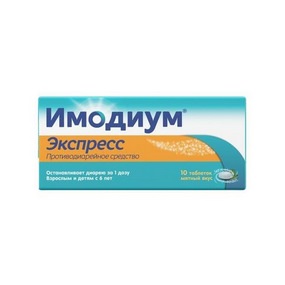 Имодиум®
Экспресс
Противодиарейное средство
Останавливает диарею за 1 дозу
Взрослым и детям с 6 лет
10 таблеток
мятный вкус